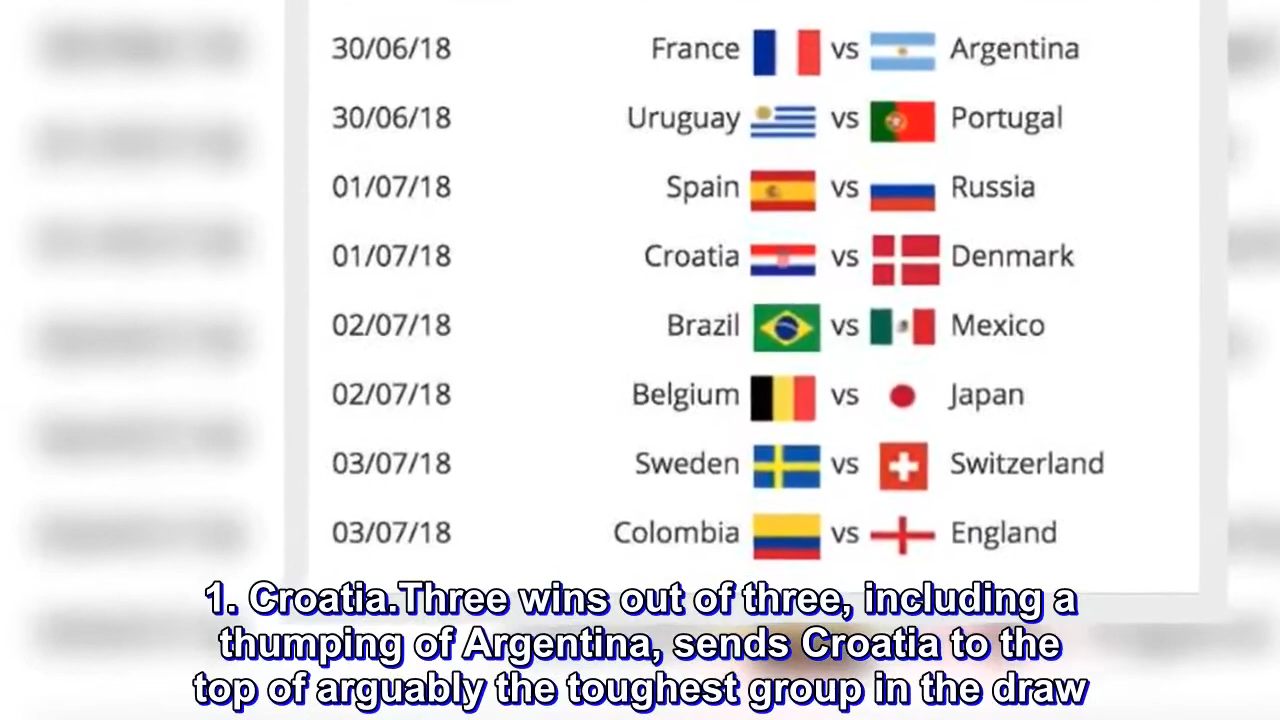 30/06/18 France vs Argentina
30/06/18 Uruguay vs Portugal
01/07/18 Spain vs Russia
01/07/18 Croatia vs Denmark
02/07/18 Brazil vs Mexico
02/07/18 Belgium vs Japan
03/07/18 Sweden vs Switzerland
03/07/18 Colombia vs England
1. Croatia.Three wins out of three, including a
thumping of Argentina, sends Croatia to the
top of arguably the toughest group in the draw